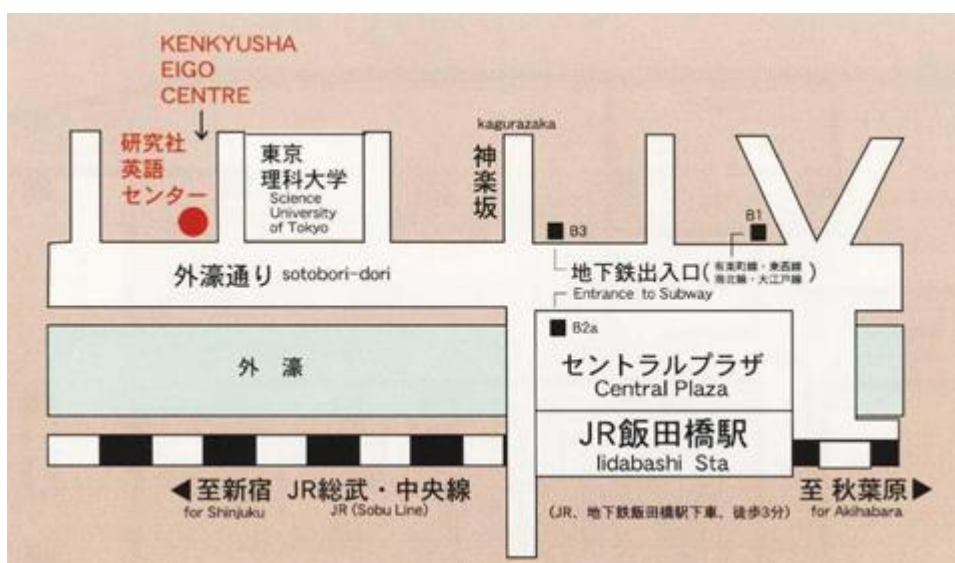 KENKYUSHA
EIGO
CENTRE
研究社
英語
センター
東京
理科大学
Science
University
of Tokyo
kagurazaka
神楽坂
B3
B1
外濠通り sotobori-dori
地下鉄出入口(有楽町線・東西線
南北線・大江戸線)
Entrance to Subway
B2a
外 濠
セントラルプラザ
Central Plaza
JR飯田橋駅
Iidabashi Sta
◀至新宿
for Shinjuku
JR総武・中央線
JR (Sobu Line)
(JR、地下鉄飯田橋駅下車、徒歩3分)
至 秋葉原▶
for Akihabara